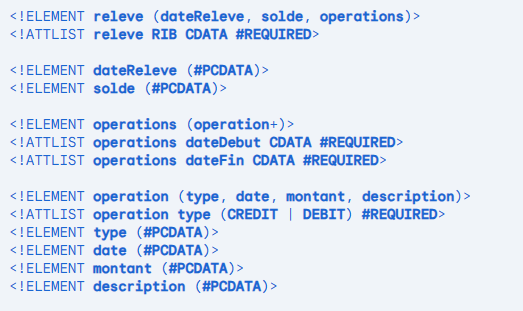 <!ELEMENT releve (dateReleve, solde, operations)>
<!ATTLIST releve RIB CDATA #REQUIRED>
<!ELEMENT dateReleve (#PCDATA)>
<!ELEMENT solde (#PCDATA)>
<!ELEMENT operations (operation+)>
<!ATTLIST operations dateDebut CDATA #REQUIRED>
<!ATTLIST operations dateFin CDATA #REQUIRED>
<!ELEMENT operation (type, date, montant, description)>
<!ATTLIST operation type (CREDIT | DEBIT) #REQUIRED>
<!ELEMENT type (#PCDATA)>
<!ELEMENT date (#PCDATA)>
<!ELEMENT montant (#PCDATA)>
<!ELEMENT description (#PCDATA)>